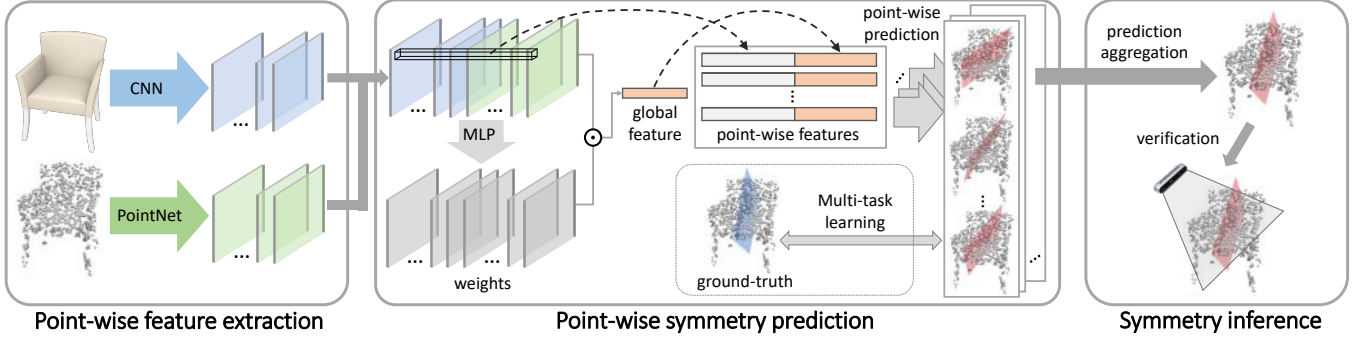 CNN
...
PointNet
...
Point-wise feature extraction
...
...
MLP
...
...
weights
global
feature
...
point-wise features
ground-truth
Multi-task
learning
point-wise
prediction
...
...
...
Point-wise symmetry prediction
prediction
aggregation
verification
Symmetry inference